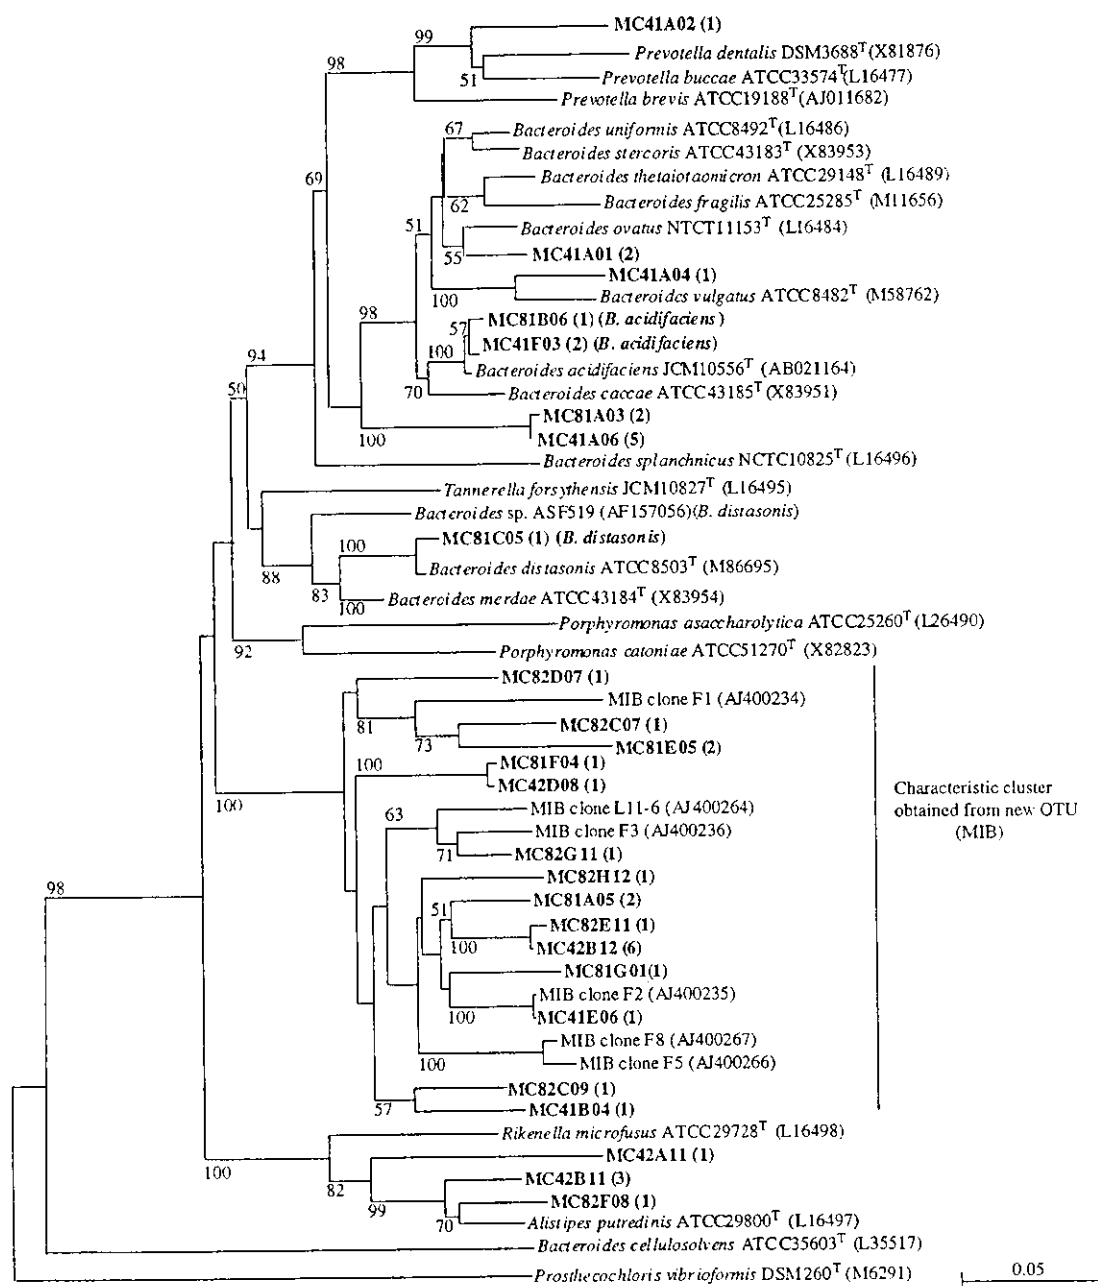 MC41A02 (1)
99
Prevotella dentalis DSM3688T (X81876)
98
51
Prevotella buccae ATCC33574T (L16477)
Prevotella brevis ATCC19188T (AJ011682)
67
Bacteroides uniformis ATCC8492T (L16486)
Bacteroides stercoris ATCC43183T (X83953)
69
Bacteroides thetaiotaomicron ATCC29148T (L16489)
62
Bacteroides fragilis ATCC25285T (M11656)
51
Bacteroides ovatus NTCT11153T (L16484)
55
MC41A01 (2)
MC41A04 (1)
100
Bacteroides vulgatus ATCC8482T (M58762)
98
MC81B06 (1) (B. acidifaciens)
57
MC41F03 (2) (B. acidifaciens)
100
94
Bacteroides acidifaciens JCM10556T (AB021164)
70
Bacteroides caccae ATCC43185T (X83951)
50
MC81A03 (2)
100
MC41A06 (5)
Bacteroides splanchnicus NCTC10825T (L16496)
Tannerella forsythensis JCM10827T (L16495)
Bacteroides sp. ASF519 (AF157056)(B. distasonis)
MC81C05 (1) (B. distasonis)
100
88
Bacteroides distasonis ATCC8503T (M86695)
83
100
Bacteroides merdae ATCC43184T (X83954)
Porphyromonas asaccharolytica ATCC25260T (L26490)
92
Porphyromonas catoniae ATCC51270T (X82823)
MC82D07 (1)
MIB clone F1 (AJ400234)
81
MC82C07 (1)
73
MC81E05 (2)
100
MC81F04 (1)
MC42D08 (1)
100
Characteristic cluster
obtained from new OTU
(MIB)
63
MIB clone L11-6 (AJ400264)
MIB clone F3 (AJ400236)
71
MC82G11 (1)
MC82H12 (1)
98
51
MC81A05 (2)
MC82E11 (1)
100
MC42B12 (6)
MC81G01(1)
MIB clone F2 (AJ400235)
100
MC41E06 (1)
MIB clone F8 (AJ400267)
100
MIB clone F5 (AJ400266)
MC82C09 (1)
57
MC41B04 (1)
Rikenella microfusus ATCC29728T (L16498)
MC42A11 (1)
100
82
MC42B11 (3)
99
MC82F08 (1)
70
Alistipes putredinis ATCC29800T (L16497)
Bacteroides cellulosolvens ATCC35603T (L35517)
Prosthecochloris vibrioformis DSM260T (M6291)
0.05